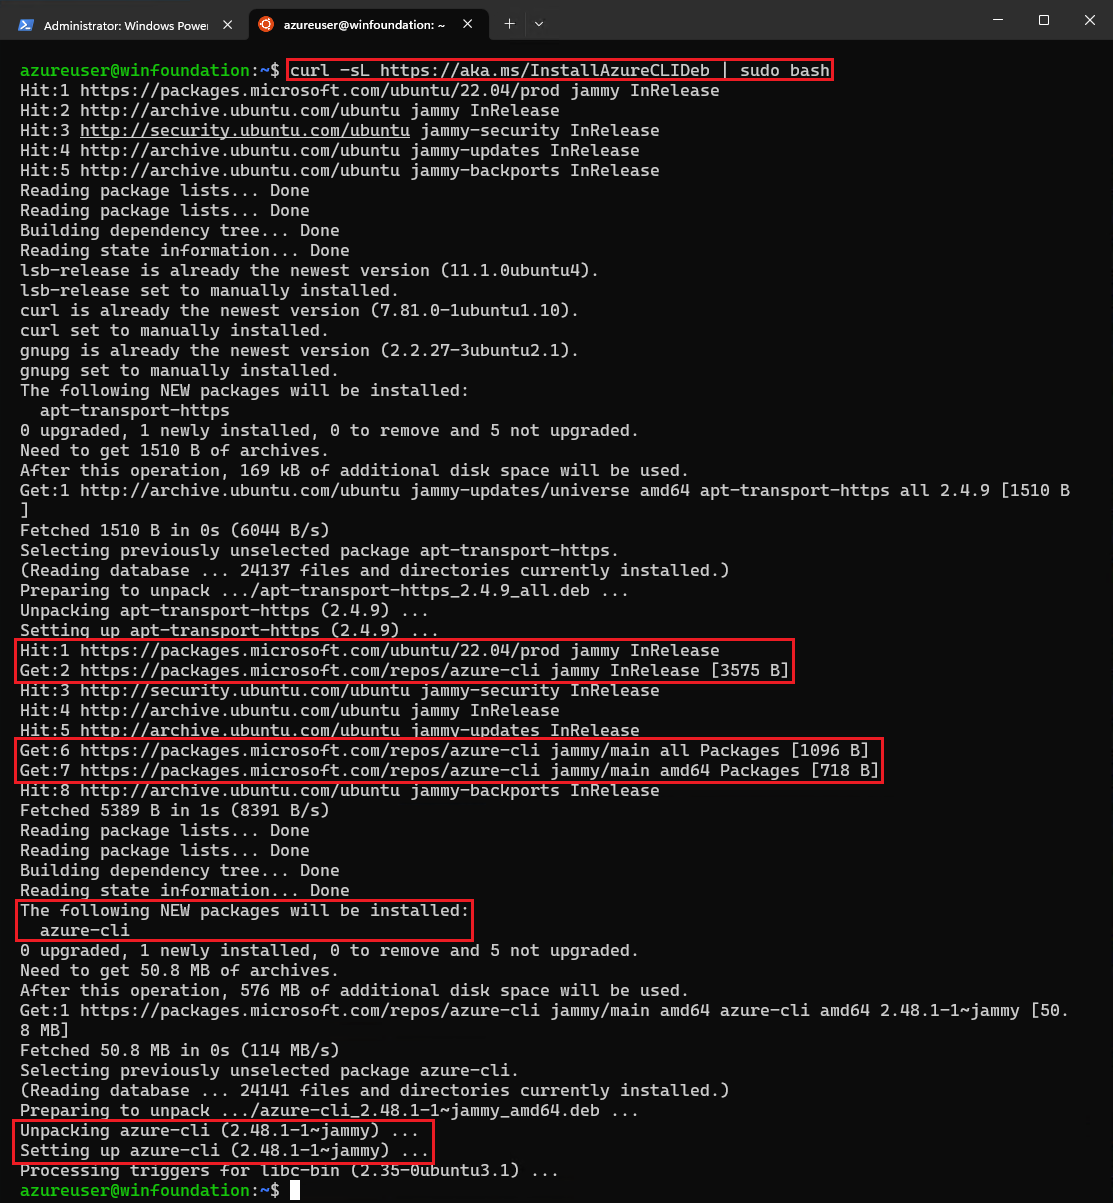 Administrator: Windows Power
azureuser@winfoundation: ~
azureuser@winfoundation:~$ curl -sL https://aka.ms/InstallAzureCLIDeb | sudo bash
Hit:1 https://packages.microsoft.com/ubuntu/22.04/prod jammy InRelease
Hit:2 http://archive.ubuntu.com/ubuntu jammy InRelease
Hit:3 http://security.ubuntu.com/ubuntu jammy-security InRelease
Hit:4 http://archive.ubuntu.com/ubuntu jammy-updates InRelease
Hit:5 http://archive.ubuntu.com/ubuntu jammy-backports InRelease
Reading package lists... Done
Reading package lists... Done
Building dependency tree... Done
Reading state information... Done
lsb-release is already the newest version (11.1.0ubuntu4).
lsb-release set to manually installed.
curl is already the newest version (7.81.0-1ubuntu1.10).
curl set to manually installed.
gnupg is already the newest version (2.2.27-3ubuntu2.1).
gnupg set to manually installed.
The following NEW packages will be installed:
  apt-transport-https
0 upgraded, 1 newly installed, 0 to remove and 5 not upgraded.
Need to get 1510 B of archives.
After this operation, 169 kB of additional disk space will be used.
Get:1 http://archive.ubuntu.com/ubuntu jammy-updates/universe amd64 apt-transport-https all 2.4.9 [1510 B
]
Fetched 1510 B in 0s (6044 B/s)
Selecting previously unselected package apt-transport-https.
(Reading database ... 24137 files and directories currently installed.)
Preparing to unpack .../apt-transport-https_2.4.9_all.deb ...
Unpacking apt-transport-https (2.4.9) ...
Setting up apt-transport-https (2.4.9) ...
Hit:1 https://packages.microsoft.com/ubuntu/22.04/prod jammy InRelease
Get:2 https://packages.microsoft.com/repos/azure-cli jammy InRelease [3575 B]
Hit:3 http://security.ubuntu.com/ubuntu jammy-security InRelease
Hit:4 http://archive.ubuntu.com/ubuntu jammy InRelease
Hit:5 http://archive.ubuntu.com/ubuntu jammy-updates InRelease
Get:6 https://packages.microsoft.com/repos/azure-cli jammy/main all Packages [1096 B]
Get:7 https://packages.microsoft.com/repos/azure-cli jammy/main amd64 Packages [718 B]
Hit:8 http://archive.ubuntu.com/ubuntu jammy-backports InRelease
Fetched 5389 B in 1s (8391 B/s)
Reading package lists... Done
Reading package lists... Done
Building dependency tree... Done
Reading state information... Done
The following NEW packages will be installed:
  azure-cli
0 upgraded, 1 newly installed, 0 to remove and 5 not upgraded.
Need to get 50.8 MB of archives.
After this operation, 576 MB of additional disk space will be used.
Get:1 https://packages.microsoft.com/repos/azure-cli jammy/main amd64 azure-cli amd64 2.48.1-1~jammy [50.
8 MB]
Fetched 50.8 MB in 0s (114 MB/s)
Selecting previously unselected package azure-cli.
(Reading database ... 24141 files and directories currently installed.)
Preparing to unpack .../azure-cli_2.48.1-1~jammy_amd64.deb ...
Unpacking azure-cli (2.48.1-1~jammy) ...
Setting up azure-cli (2.48.1-1~jammy) ...
Processing triggers for libc-bin (2.35-0ubuntu3.1) ...
azureuser@winfoundation:~$